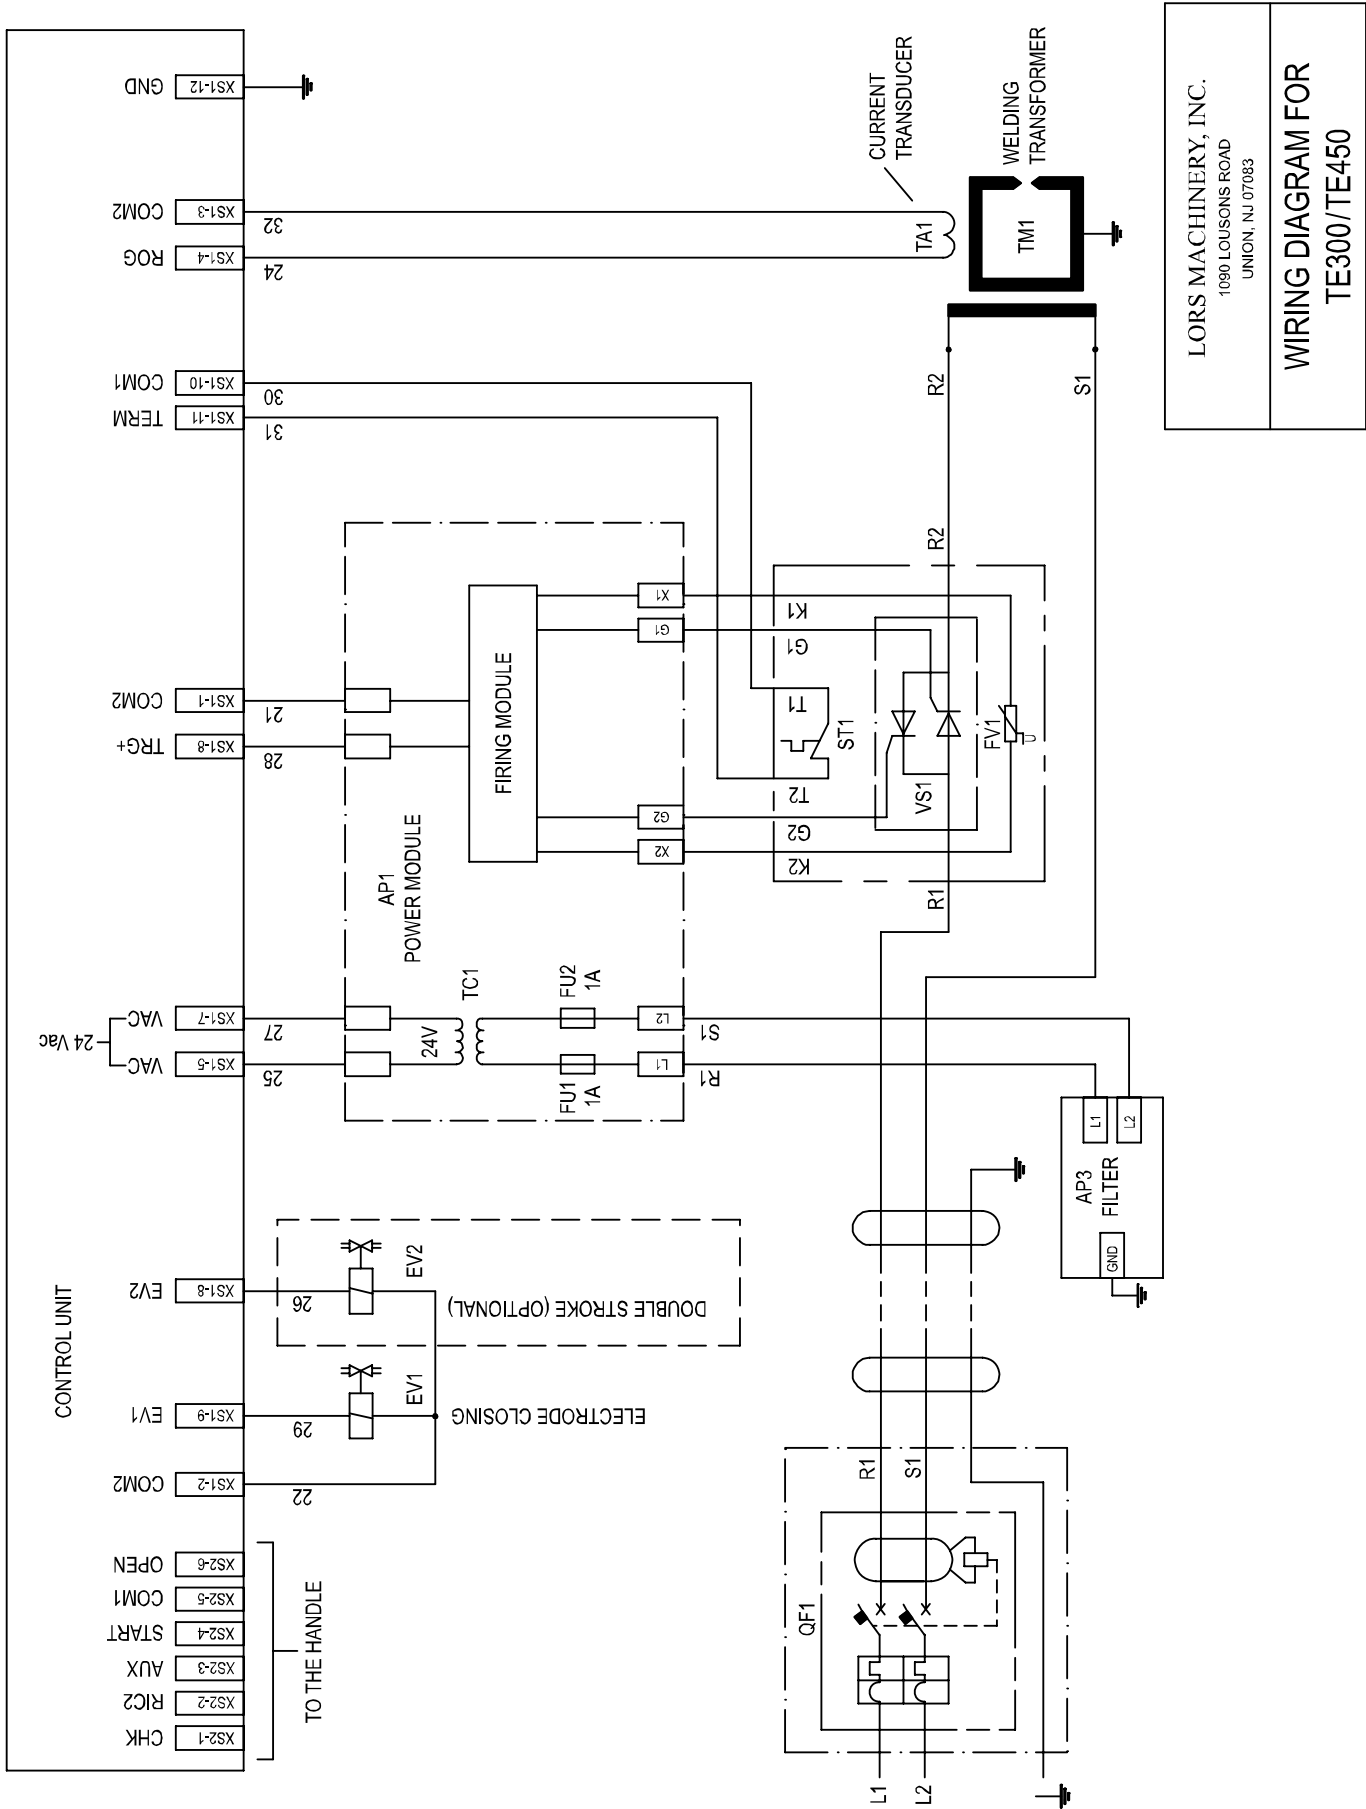 CONTROL UNIT
CHK
XS2-1
RIC2
XS2-2
AUX
XS2-3
START
XS2-4
COM1
XS2-5
OPEN
XS2-6
TO THE HANDLE
COM2
XS1-2
22
EV1
XS1-9
29
EV1
ELECTRODE CLOSING
EV2
XS1-8
26
EV2
DOUBLE STROKE (OPTIONAL)
24 Vac
VAC
XS1-5
25
VAC
XS1-7
27
TRG+
XS1-8
28
COM2
XS1-1
21
TERM
XS1-11
31
COM1
XS1-10
30
ROG
XS1-4
24
COM2
XS1-3
32
GND
XS1-12
AP1
POWER MODULE
24V
TC1
FU1
1A
FU2
1A
L1
L2
R1
S1
FIRING MODULE
X2
G2
G1
X1
K2
G2
T2
T1
G1
K1
ST1
VS1
FV1
U
R1
R2
R2
S1
TA1
CURRENT
TRANSDUCER
TM1
WELDING
TRANSFORMER
L1
L2
QF1
R1
S1
AP3
FILTER
GND
L1
L2
LORS MACHINERY, INC.
1090 LOUSONS ROAD
UNION, NJ 07083
WIRING DIAGRAM FOR
TE300/TE450